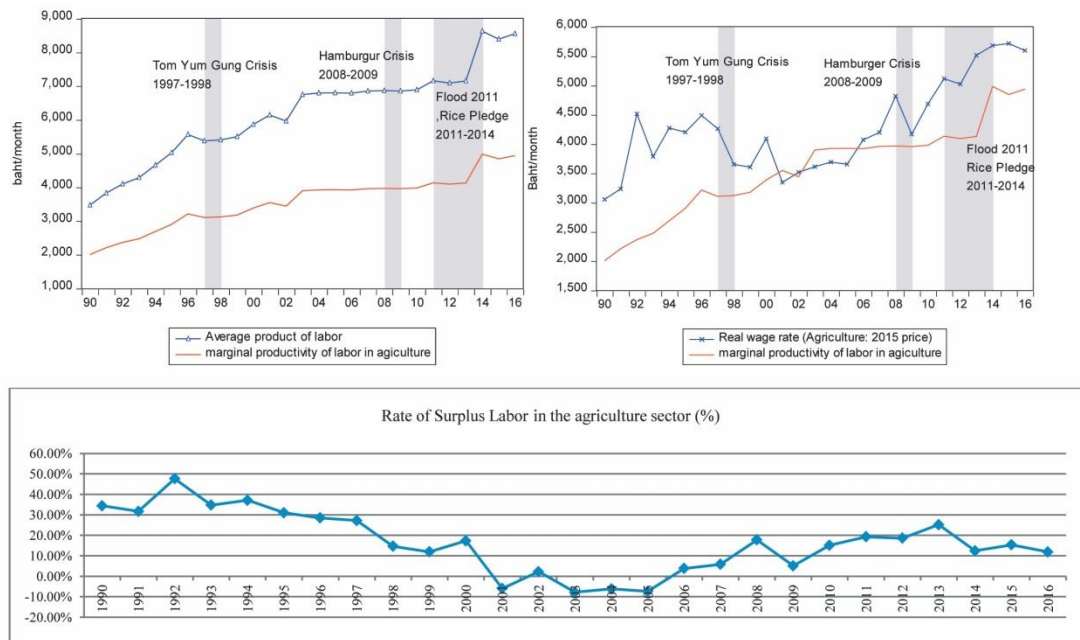 9,000
8,000
7,000
6,000
5,000
4,000
3,000
2,000
1,000
baht/month
Tom Yum Gung Crisis
1997-1998
Hamburgur Crisis
2008-2009
Flood 2011
,Rice Pledge
2011-2014
90 92 94 96 98 00 02 04 06 08 10 12 14 16
Average product of labor
marginal productivity of labor in agiculture
6,000
5,500
5,000
4,500
4,000
3,500
3,000
2,500
2,000
1,500
Baht/month
Tom Yum Gung Crisis
1997-1998
Hamburger Crisis
2008-2009
Flood 2011
Rice Pledge
2011-2014
90 92 94 96 98 00 02 04 06 08 10 12 14 16
Real wage rate (Agriculture: 2015 price)
marginal productivity of labor in agiculture
Rate of Surplus Labor in the agriculture sector (%)
60.00%
50.00%
40.00%
30.00%
20.00%
10.00%
0.00%
-10.00%
-20.00%
1990 1991 1992 1993 1994 1995 1996 1997 1998 1999 2000 2002 2006 2007 2008 2009 2010 2011 2012 2013 2014 2015 2016